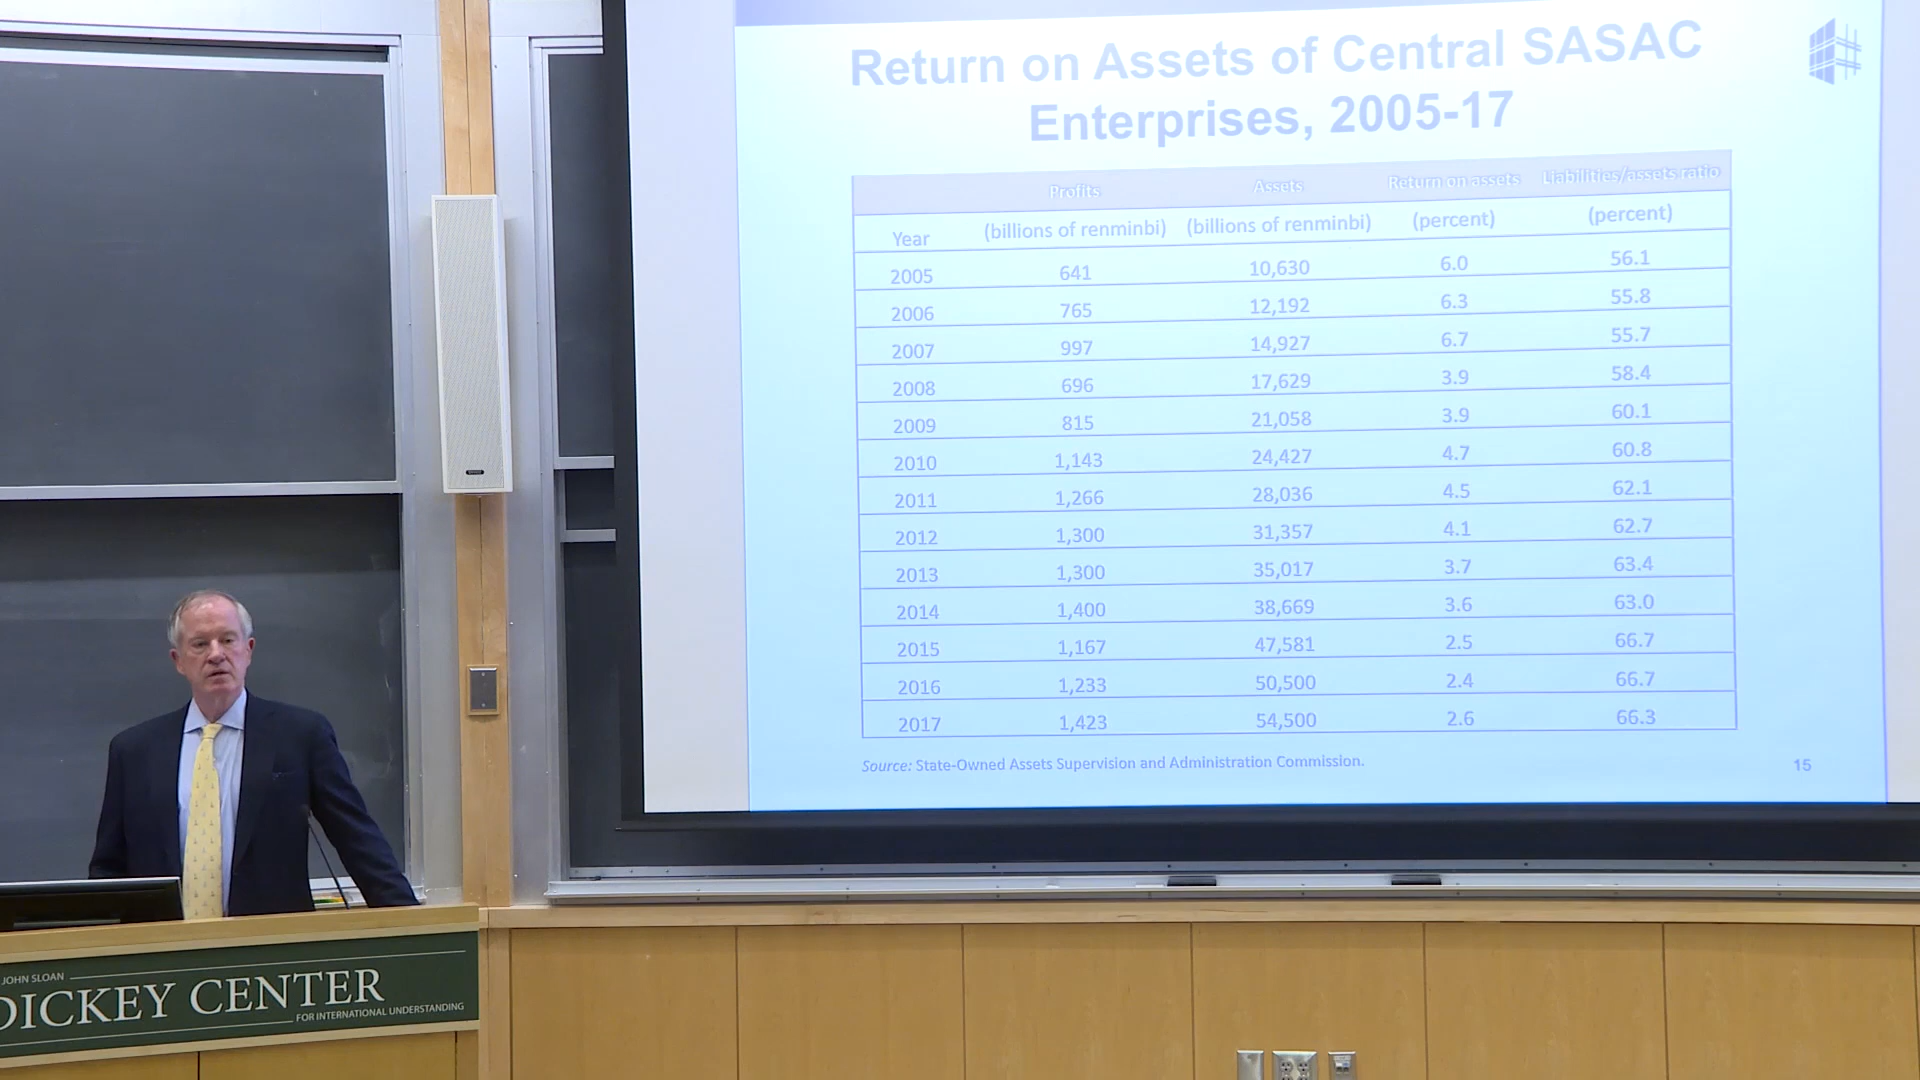 Return on Assets of Central SASAC
Enterprises, 2005-17
Profits Assets Return on assets Liabilities/assets ratio
Year (billions of renminbi) (billions of renminbi) (percent) (percent)
2005 641 10,630 6.0 56.1
2006 765 12,192 6.3 55.8
2007 997 14,927 6.7 55.7
2008 696 17,629 3.9 58.4
2009 815 21,058 3.9 60.1
2010 1,143 24,427 4.7 60.8
2011 1,266 28,036 4.5 62.1
2012 1,300 31,357 4.1 62.7
2013 1,300 35,017 3.7 63.4
2014 1,400 38,669 3.6 63.0
2015 1,167 47,581 2.5 66.7
2016 1,233 50,500 2.4 66.7
2017 1,423 54,500 2.6 66.3
Source: State-Owned Assets Supervision and Administration Commission.
15
JOHN SLOAN
DICKEY CENTER
FOR INTERNATIONAL UNDERSTANDING